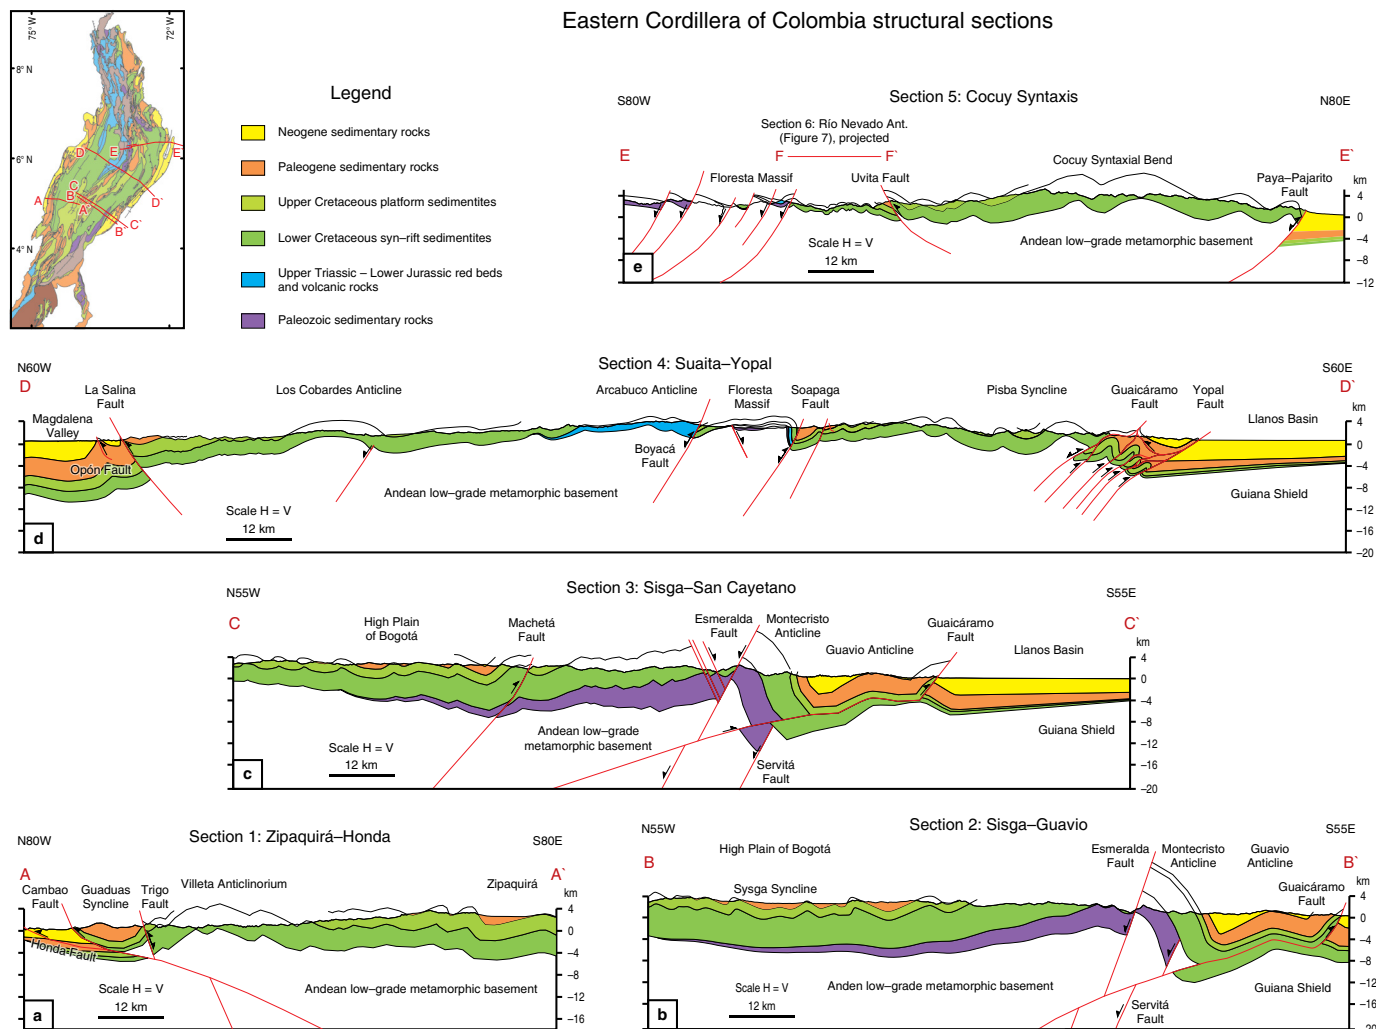 Eastern Cordillera of Colombia structural sections
75° W
72° W
8° N
6° N
4° N
D
E
E`
A
C
B
A`
D`
C`
B`
Legend
Neogene sedimentary rocks
Paleogene sedimentary rocks
Upper Cretaceous platform sedimentites
Lower Cretaceous syn–rift sedimentites
Upper Triassic – Lower Jurassic red beds
and volcanic rocks
Paleozoic sedimentary rocks
S80W
Section 5: Cocuy Syntaxis
N80E
Section 6: Río Nevado Ant.
(Figure 7), projected
E
F
F`
E`
Cocuy Syntaxial Bend
Floresta Massif
Uvita Fault
Paya–Pajarito
Fault
km
4
0
−4
−8
−12
Scale H = V
12 km
Andean low–grade metamorphic basement
e
N60W
Section 4: Suaita–Yopal
S60E
D
D`
La Salina
Fault
Los Cobardes Anticline
Arcabuco Anticline
Floresta
Massif
Soapaga
Fault
Pisba Syncline
Guaicáramo
Fault
Yopal
Fault
Llanos Basin
Magdalena
Valley
Opón Fault
Boyacá
Fault
Andean low–grade metamorphic basement
Guiana Shield
Scale H = V
12 km
km
4
0
−4
−8
−12
−16
−20
d
N55W
Section 3: Sisga–San Cayetano
S55E
C
C`
High Plain
of Bogotá
Machetá
Fault
Esmeralda
Fault
Montecristo
Anticline
Guavio Anticline
Guaicáramo
Fault
Llanos Basin
km
4
0
−4
−8
−12
−16
−20
Andean low–grade
metamorphic basement
Guiana Shield
Scale H = V
12 km
Servitá
Fault
c
N80W
Section 1: Zipaquirá–Honda
S80E
A
A`
Cambao
Fault
Guaduas
Syncline
Trigo
Fault
Villeta Anticlinorium
Zipaquirá
km
4
0
−4
−8
−12
−16
Honda Fault
Scale H = V
12 km
Andean low–grade metamorphic basement
a
N55W
Section 2: Sisga–Guavio
S55E
B
B`
High Plain of Bogotá
Sysga Syncline
Esmeralda
Fault
Montecristo
Anticline
Guavio
Anticline
Guaicáramo
Fault
km
4
0
−4
−8
−12
−16
−20
Scale H = V
12 km
Anden low–grade metamorphic basement
Guiana Shield
Servitá
Fault
b